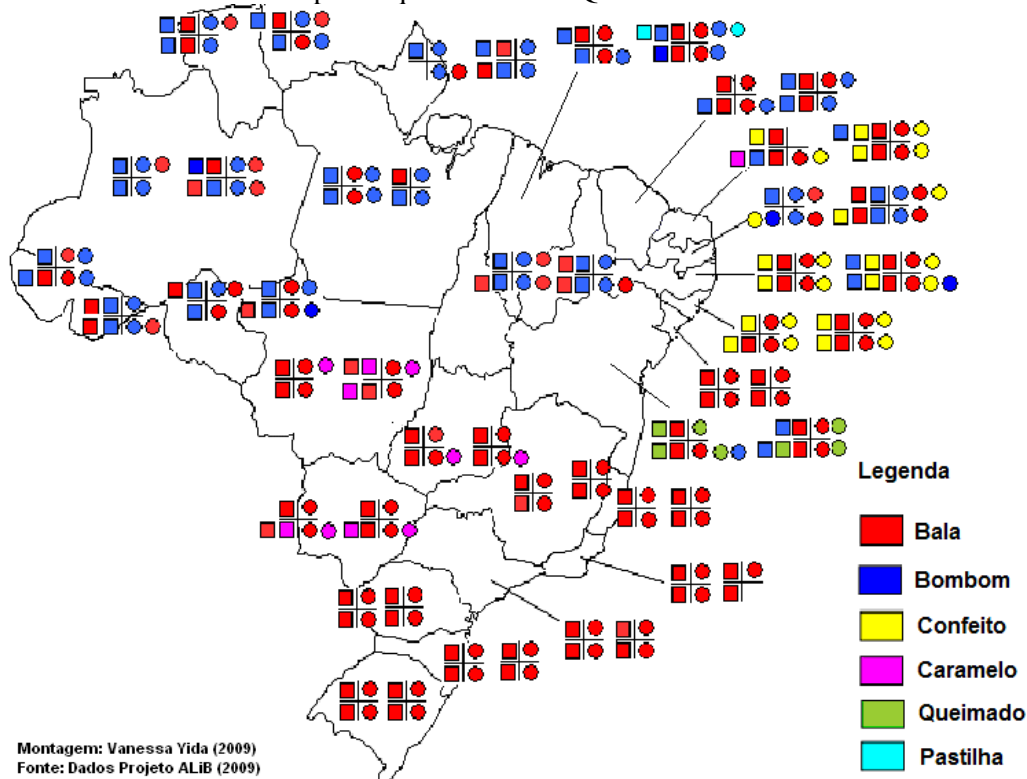 Legenda
Bala
Bombom
Confeito
Caramelo
Queimado
Pastilha
Montagem: Vanessa Yida (2009)
Fonte: Dados Projeto ALiB (2009)